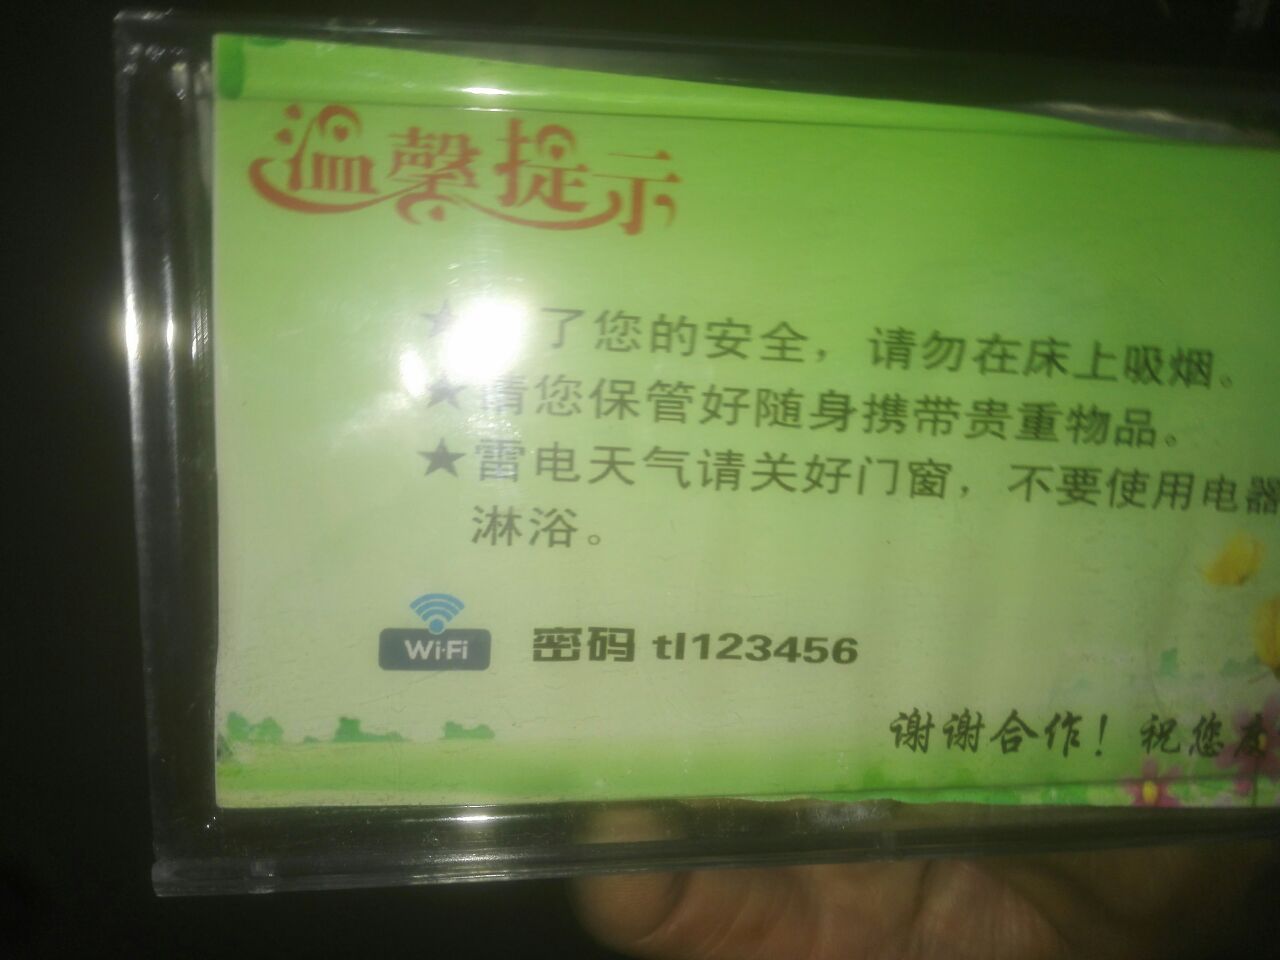 温馨提示
★ 了您的安全，请勿在床上吸烟。
★请您保管好随身携带贵重物品。
★雷电天气请关好门窗，不要使用电器
淋浴。
Wi-Fi 密码 tl123456
谢谢合作！祝您